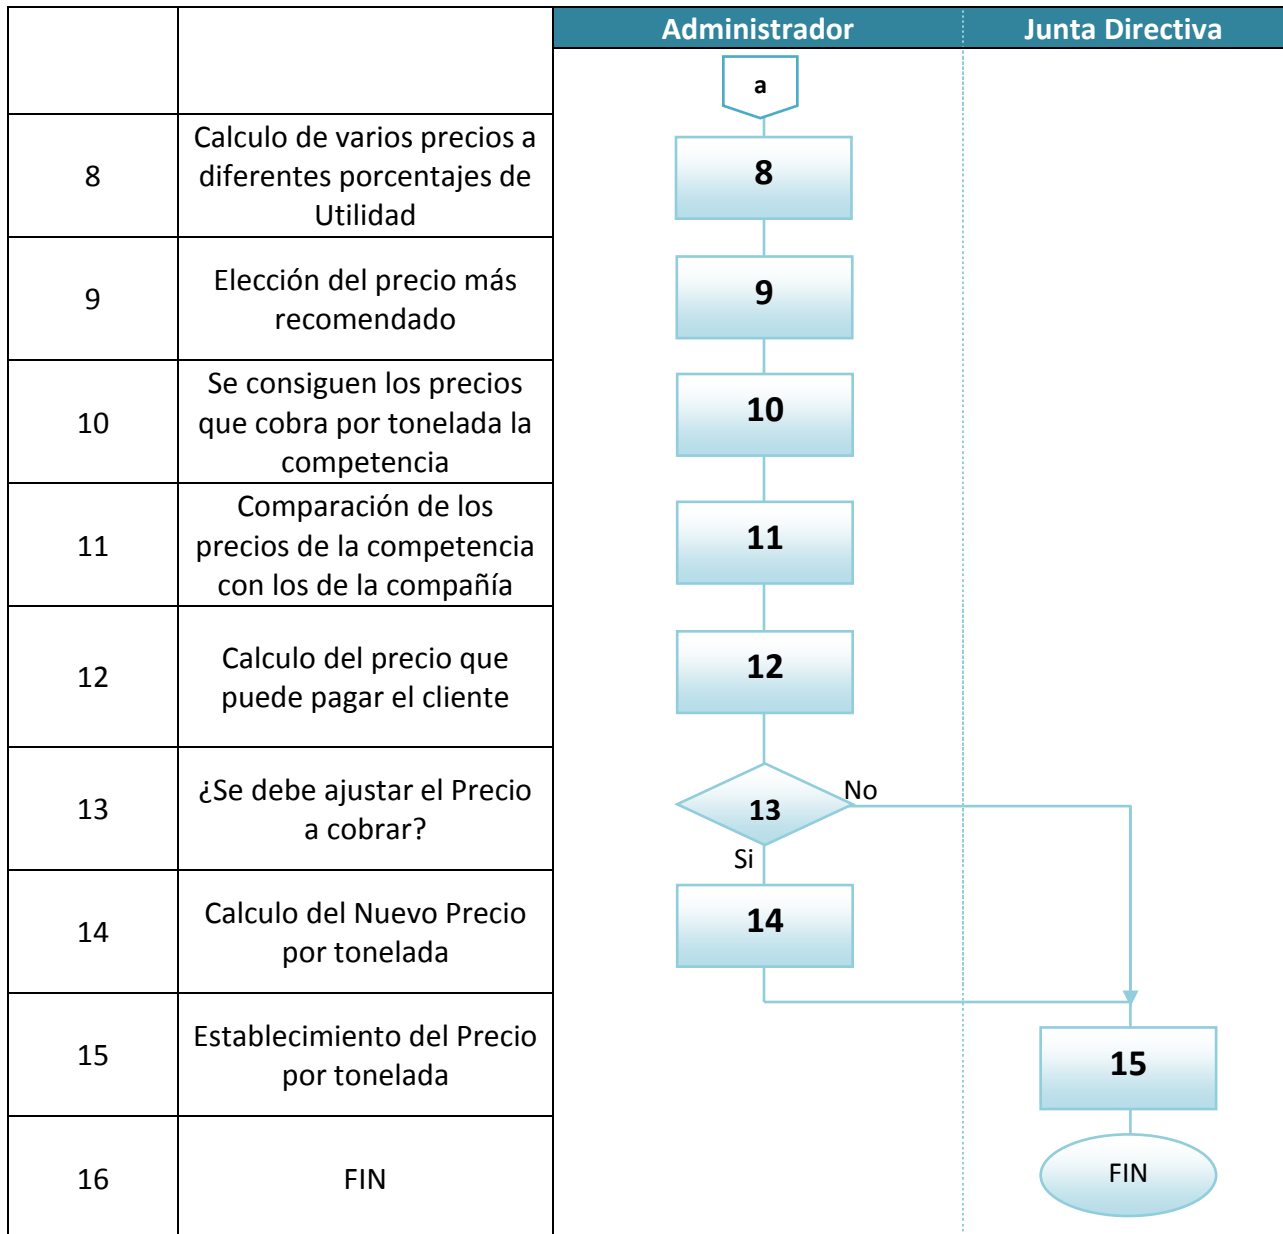 Administrador Junta Directiva
a
8
Calculo de varios precios a
diferentes porcentajes de
Utilidad
8
9
Elección del precio más
recomendado
9
10
Se consiguen los precios
que cobra por tonelada la
competencia
10
11
Comparación de los
precios de la competencia
con los de la compañía
11
12
Calculo del precio que
puede pagar el cliente
12
13
¿Se debe ajustar el Precio
a cobrar?
13
No
Si
14
Calculo del Nuevo Precio
por tonelada
14
15
Establecimiento del Precio
por tonelada
15
16
FIN
FIN